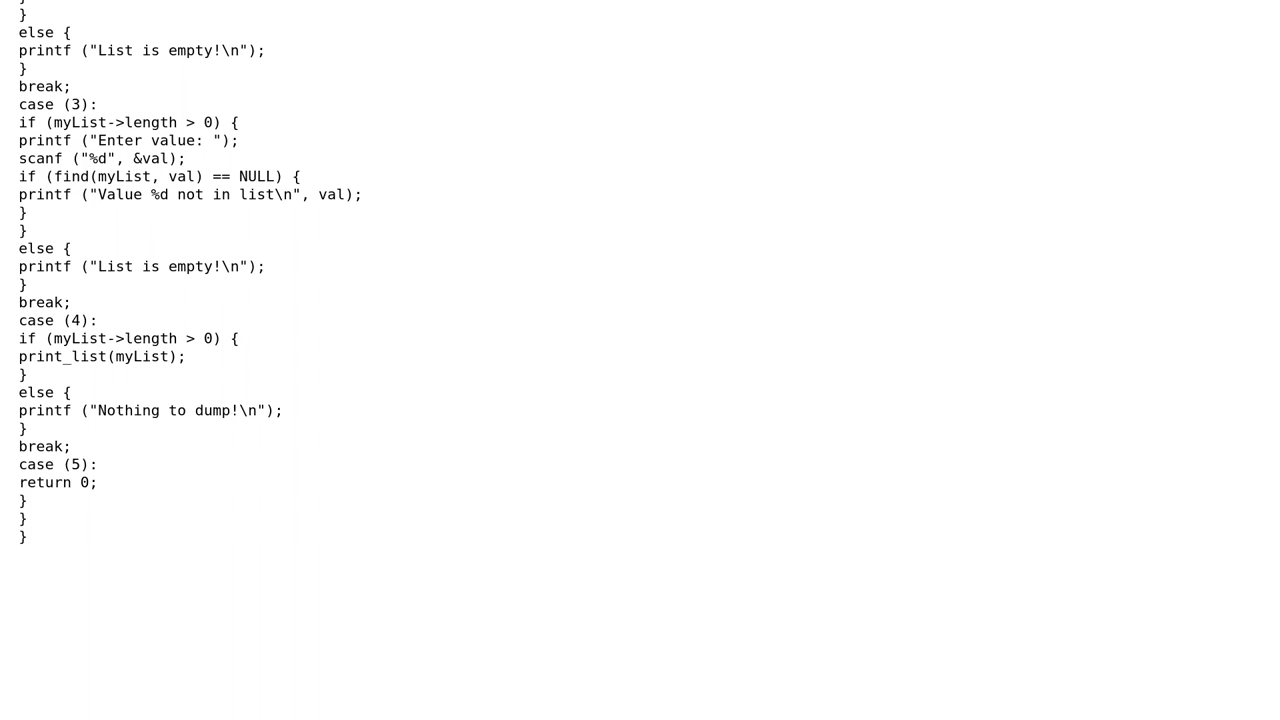 }
else {
printf ("List is empty!\n");
}
break;
case (3):
if (myList->length > 0) {
printf ("Enter value: ");
scanf ("%d", &val);
if (find(myList, val) == NULL) {
printf ("Value %d not in list\n", val);
}
}
else {
printf ("List is empty!\n");
}
break;
case (4):
if (myList->length > 0) {
print_list(myList);
}
else {
printf ("Nothing to dump!\n");
}
break;
case (5):
return 0;
}
}
}